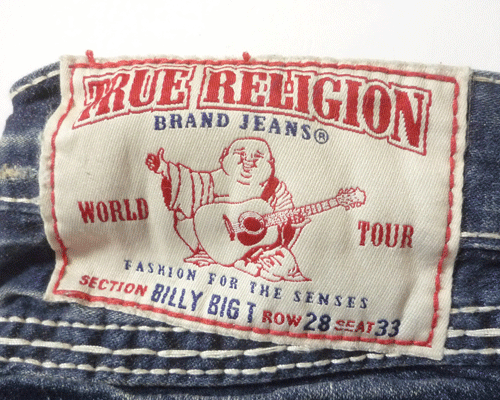 TRUE RELIGION
BRAND JEANS®
WORLD TOUR
FASHION FOR THE SENSES
SECTION BILLY BIG T ROW 28 SEAT 33